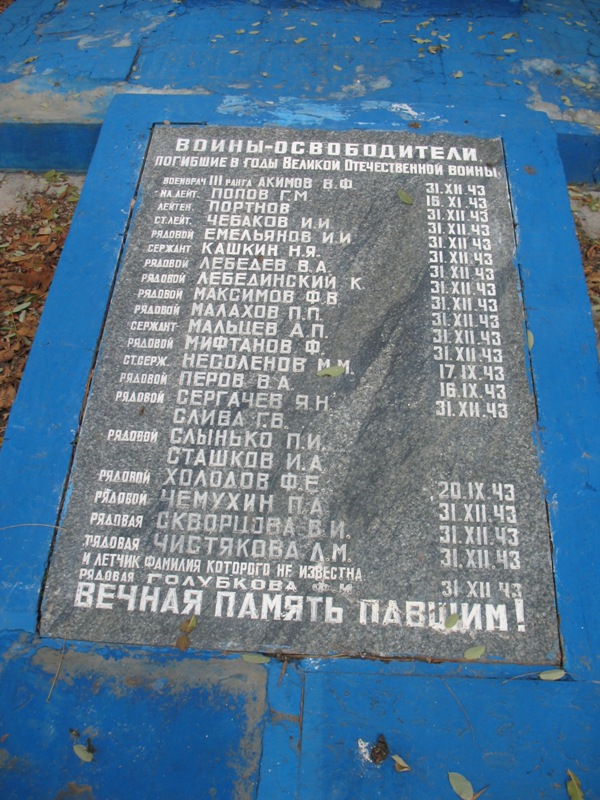 ВОИНЫ-ОСВОБОДИТЕЛИ
ПОГИБШИЕ В ГОДЫ ВЕЛИКОЙ ОТЕЧЕСТВЕННОЙ ВОЙНЫ
ВОЕНВРАЧ III РАНГА АКИМОВ В.Ф 31.XII.43
МЛ.ЛЕЙТ. ПОПОВ Г.М 16.XI.43
ЛЕЙТЕН. ПОРТНОВ 31.XII.43
СТ.ЛЕЙТ. ЧЕБАКОВ И.И 31.XII.43
РЯДОВОЙ ЕМЕЛЬЯНОВ И.И 31.XII.43
СЕРЖАНТ КАШКИН Н.Я. 31.XII.43
РЯДОВОЙ ЛЕБЕДЕВ В.А. 31.XII.43
РЯДОВОЙ ЛЕБЕДИНСКИЙ К. 31.XII.43
РЯДОВОЙ МАКСИМОВ Ф.В 31.XII.43
РЯДОВОЙ МАЛАХОВ П.П. 31.XII.43
СЕРЖАНТ МАЛЬЦЕВ А.П. 31.XII.43
РЯДОВОЙ МИФТАНОВ Ф. 31.XII.43
СТ.СЕРЖ. НЕСОЛЕНОВ М.М. 17.IX.43
РЯДОВОЙ ПЕРОВ В.А. 16.IX.43
РЯДОВОЙ СЕРГАЧЕВ Я.Н 31.XII.43
СЛИВА Г.В.
РЯДОВОЙ СЛЫНЬКО П.И.
СТАШКОВ И.А
РЯДОВОЙ ХОЛОДОВ Ф.Е 20.IX.43
РЯДОВОЙ ЧЕМУХИН П.А 31.XII.43
РЯДОВАЯ СКВОРЦОВА В.И. 31.XII.43
РЯДОВАЯ ЧИСТЯКОВА Л.М. 31.XII.43
И ЛЕТЧИК ФАМИЛИЯ КОТОРОГО НЕ ИЗВЕСТНА
РЯДОВАЯ ГОЛУБКОВА М 31.XII 43
ВЕЧНАЯ ПАМЯТЬ ПАВШИМ!